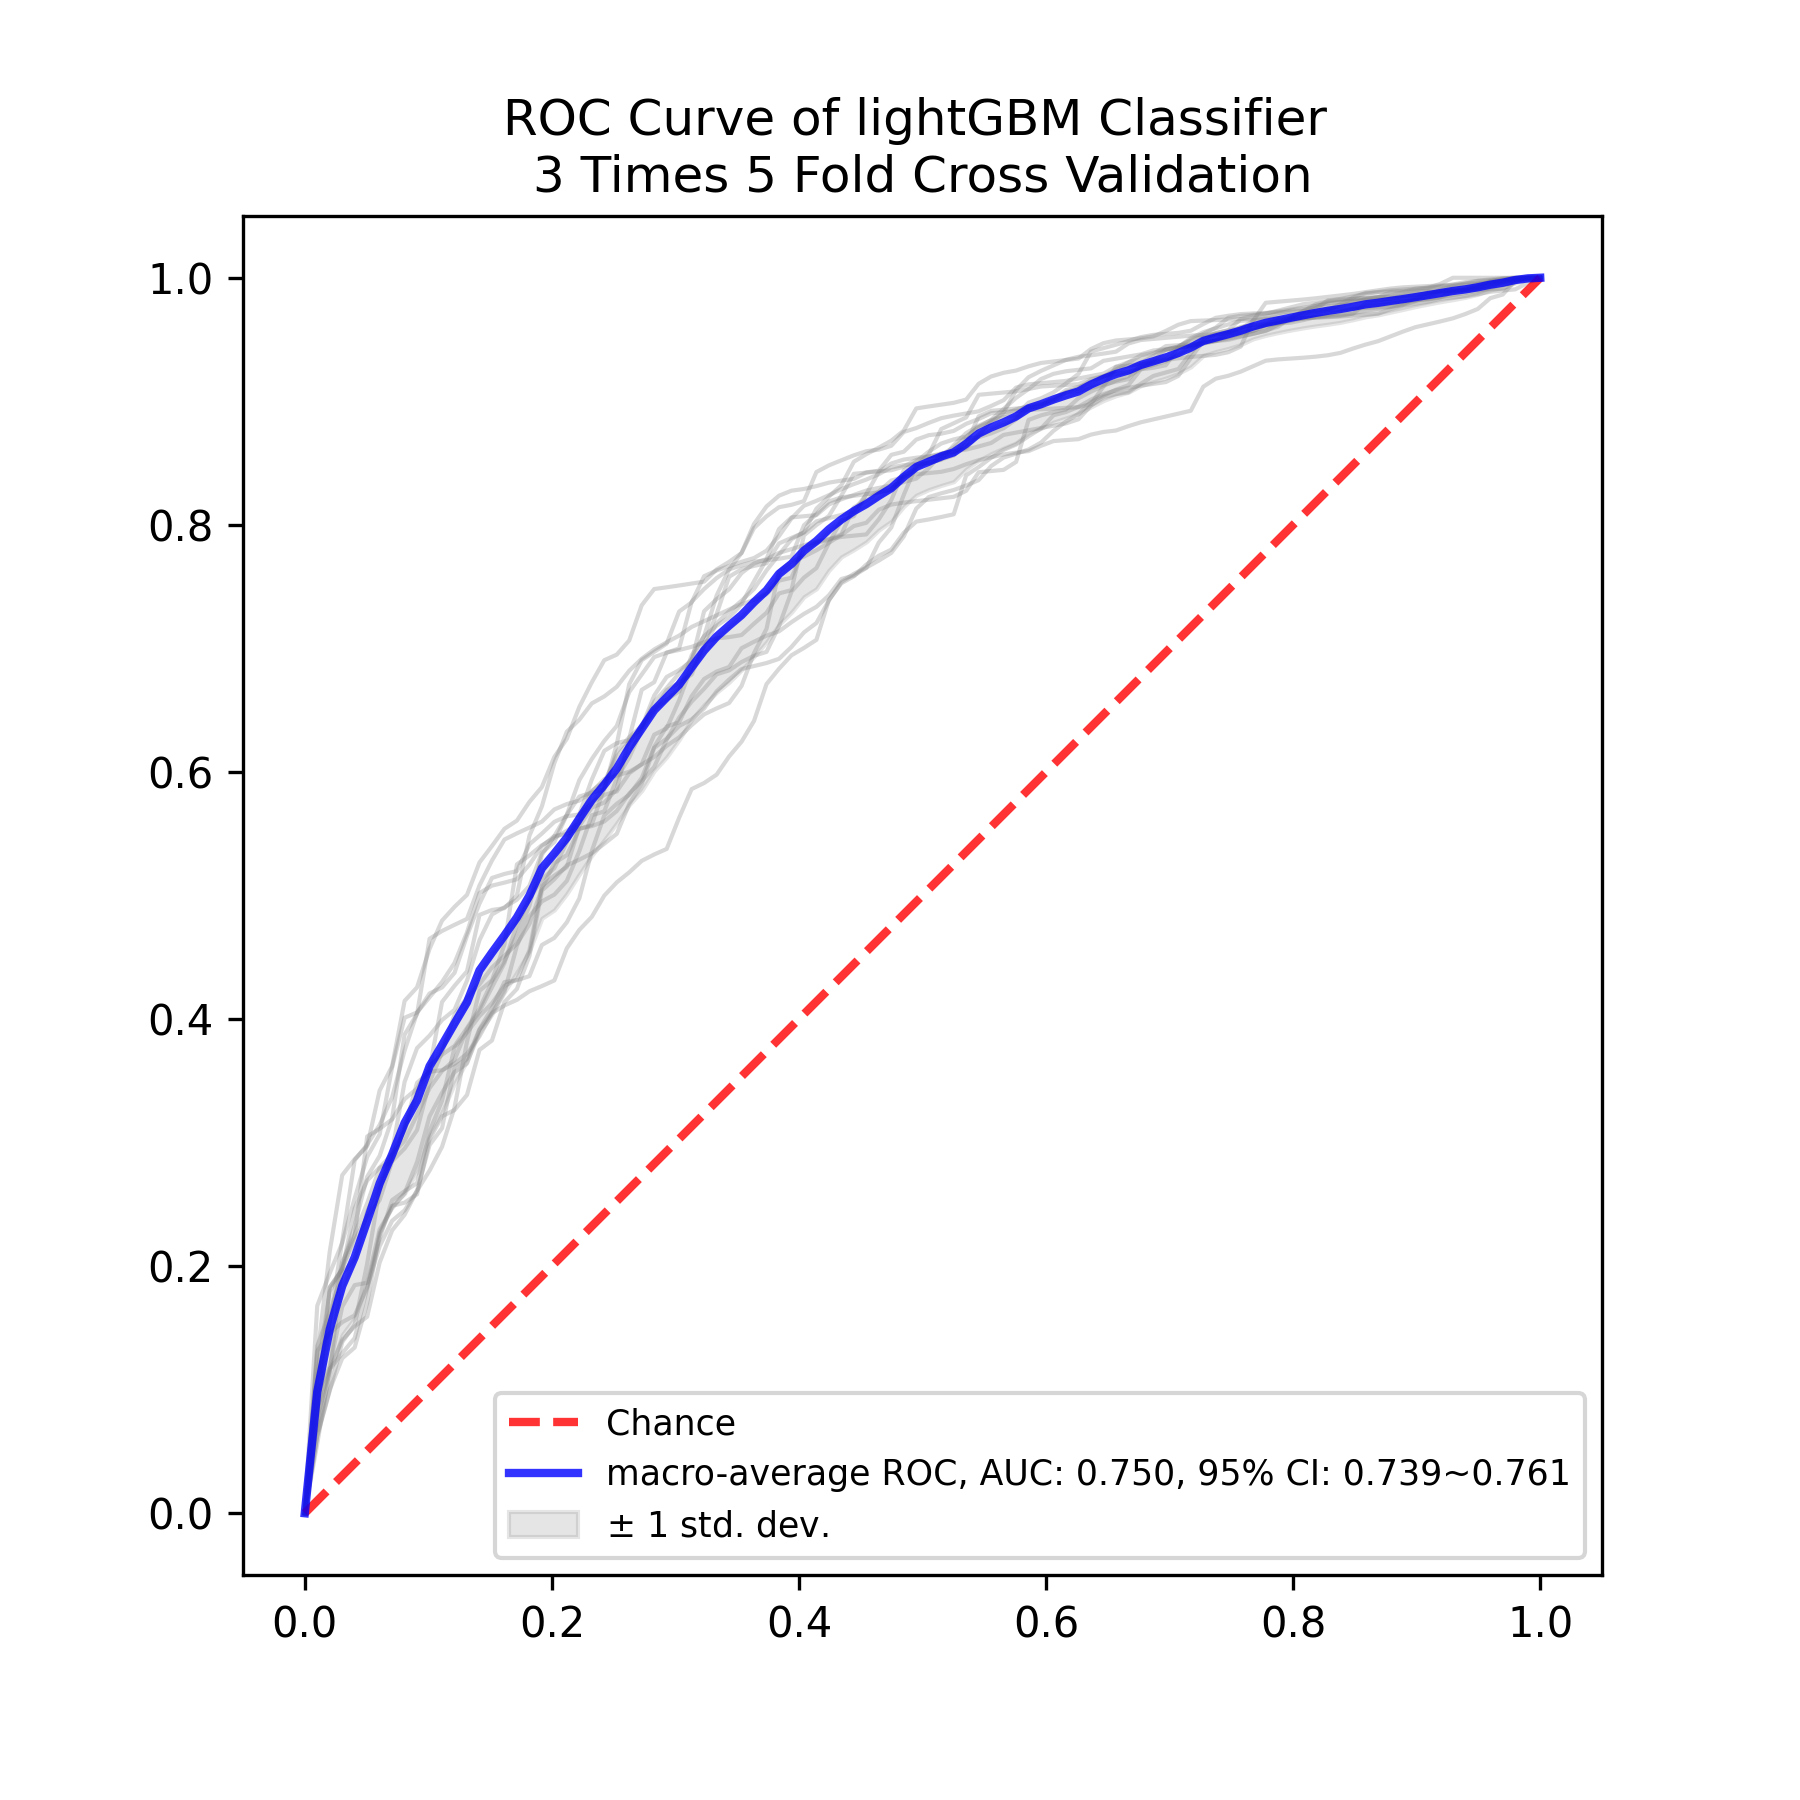 ROC Curve of lightGBM Classifier
3 Times 5 Fold Cross Validation
1.0
0.8
0.6
0.4
0.2
0.0
Chance
macro-average ROC, AUC: 0.750, 95% CI: 0.739~0.761
± 1 std. dev.
0.0 0.2 0.4 0.6 0.8 1.0